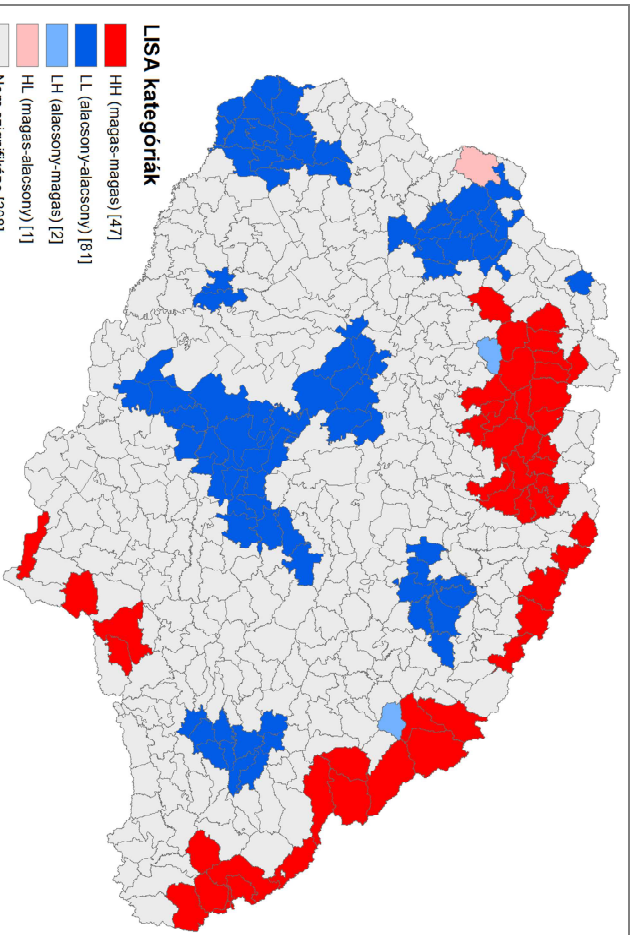 LISA kategóriák
HH (magas-magas) [47]
LL (alacsony-alacsony) [81]
LH (alacsony-magas) [2]
HL (magas-alacsony) [1]